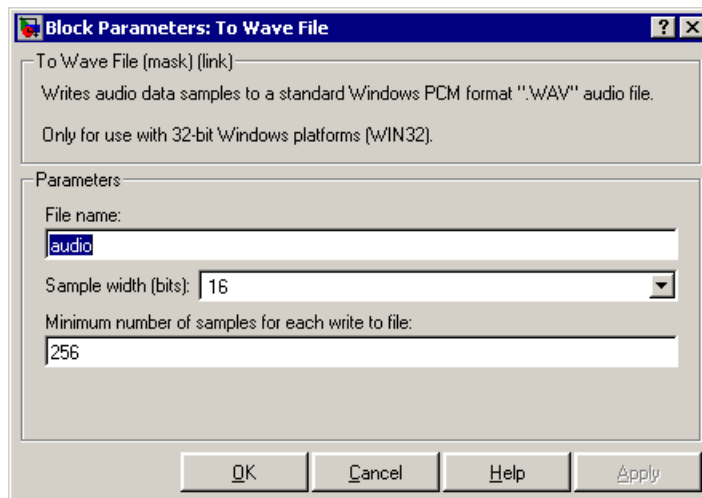 Block Parameters: To Wave File
To Wave File (mask) (link)
Writes audio data samples to a standard Windows PCM format ".WAV" audio file.
Only for use with 32-bit Windows platforms (WIN32).
Parameters
File name:
audio
Sample width (bits): 16
Minimum number of samples for each write to file:
256
OK Cancel Help Apply